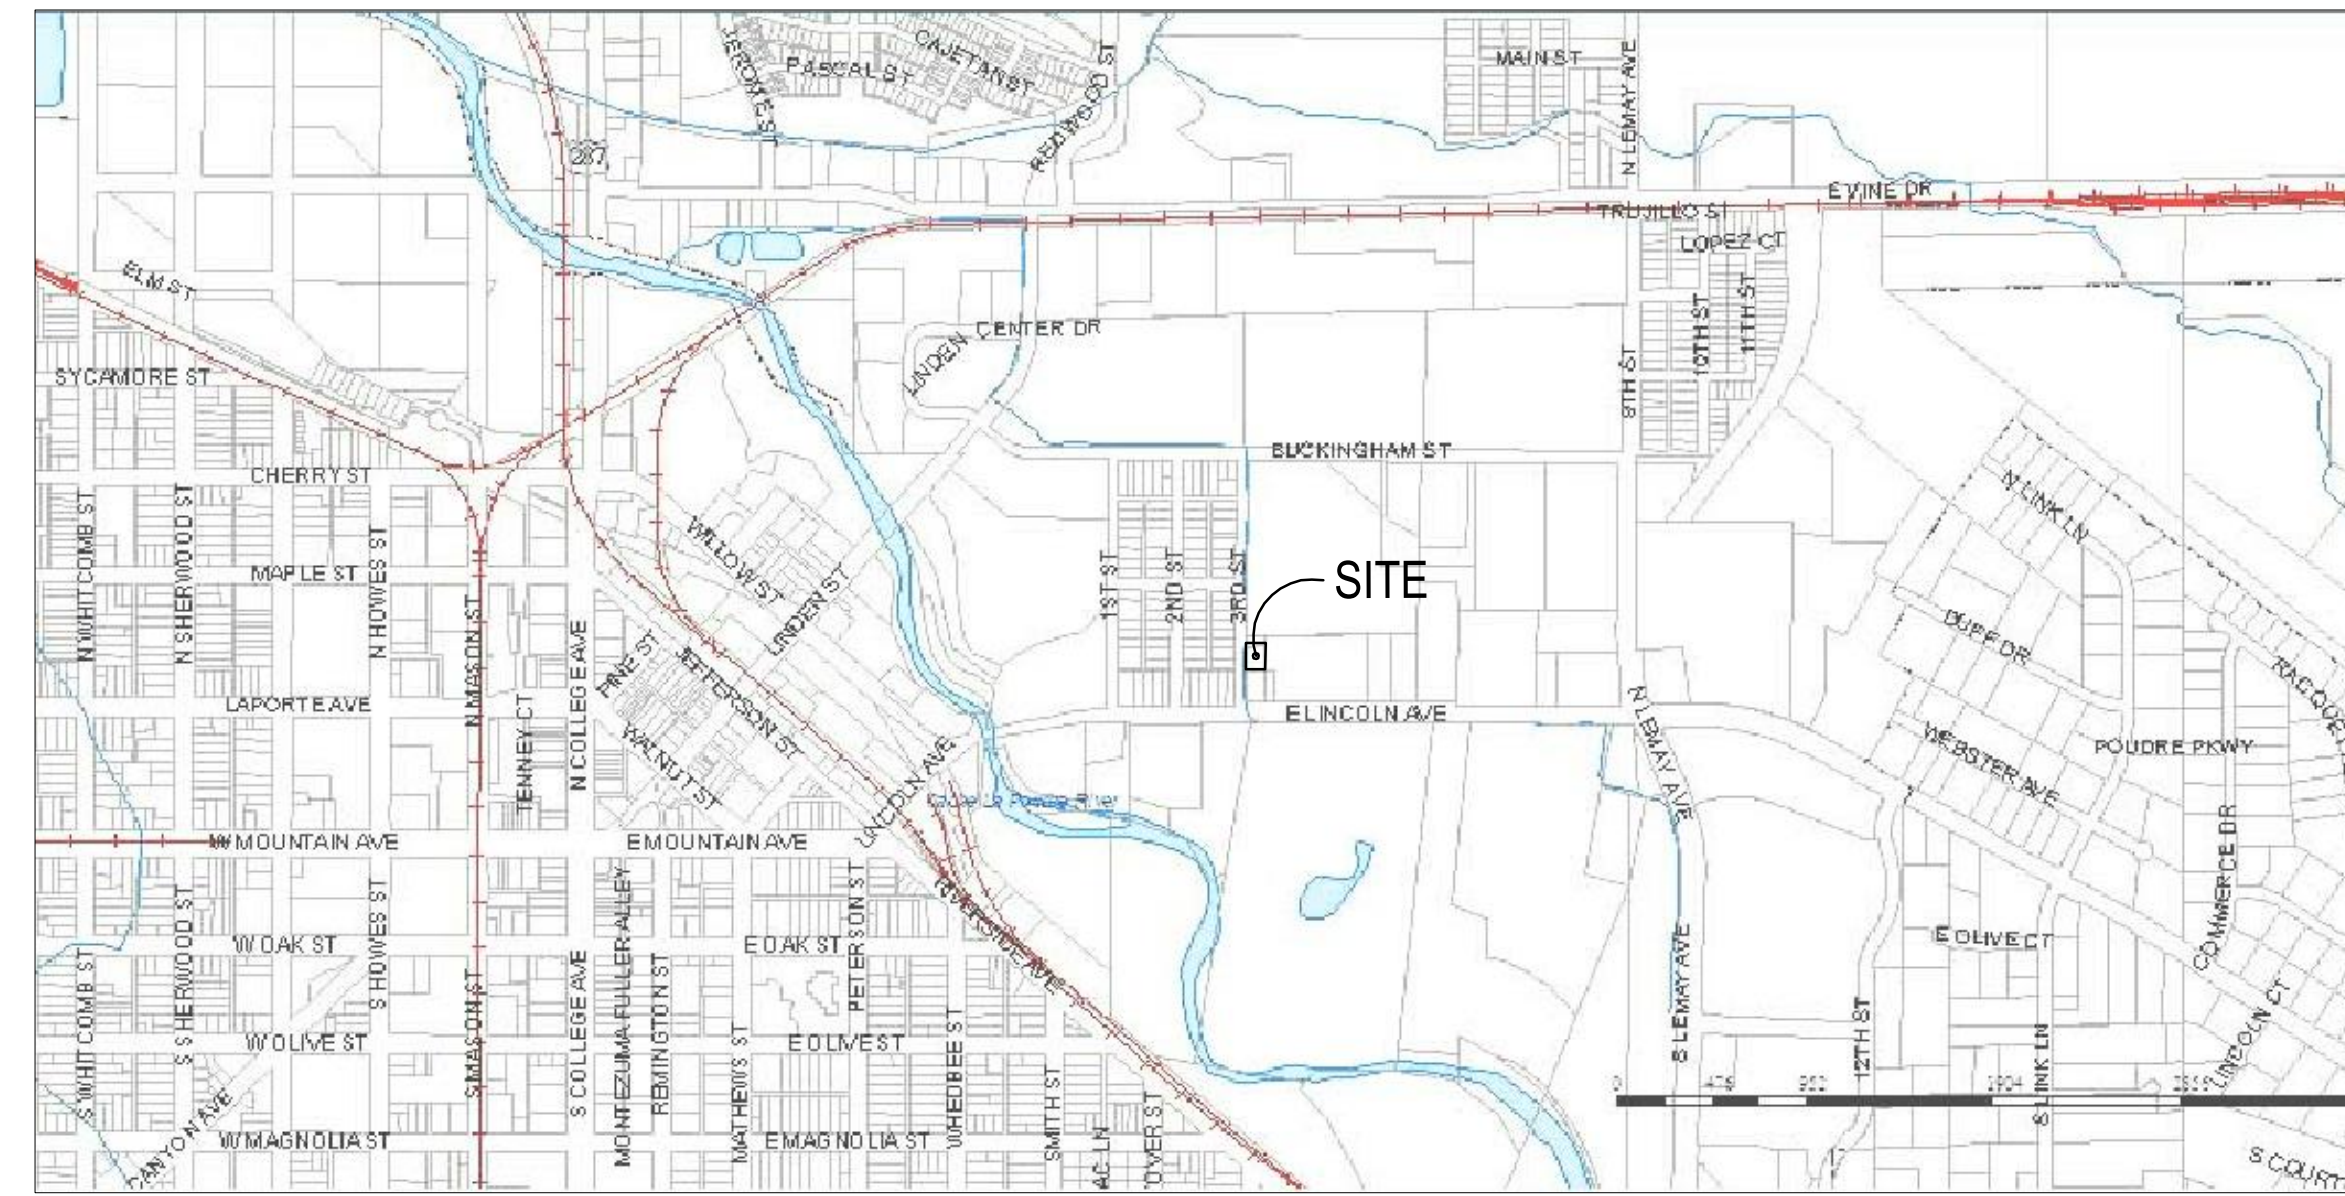 CAJETAN ST
JEROME ST
PASCAL ST
REDWOOD ST
MAIN ST
N LEMAY AVE
287
E VINE DR
TRUJILLO ST
LOPEZ CT
ELM ST
10TH ST
11TH ST
9TH ST
CENTER DR
LINDEN
SYCAMORE ST
BUCKINGHAM ST
CHERRY ST
N LINK LN
N WHITCOMB ST
N SHERWOOD ST
N HOWES ST
N MASON ST
MAPLE ST
WILLOW ST
LINDEN ST
1ST ST
2ND ST
3RD ST
SITE
DUFF DR
PINE ST
JEFFERSON ST
N COLLEGE AVE
TENNEY CT
LAPORTE AVE
WALNUT ST
LINCOLN AVE
E LINCOLN AVE
N LEMAY AVE
WEBSTER AVE
POUDRE PKWY
W MOUNTAIN AVE
E MOUNTAIN AVE
RIVERSIDE AVE
COMMERCE DR
S WHITCOMB ST
S SHERWOOD ST
S HOWES ST
S MASON ST
W OAK ST
E OAK ST
PETERSON ST
S COLLEGE AVE
MONTEZUMA FULLER ALLEY
REMINGTON ST
MATHEWS ST
WHEDBEE ST
SMITH ST
S LEMAY AVE
12TH ST
S LINK LN
E OLIVE CT
LINCOLN CT
W OLIVE ST
E OLIVE ST
CANYON AVE
W MAGNOLIA ST
E MAGNOLIA ST
AC LN
OVER ST
S COURT